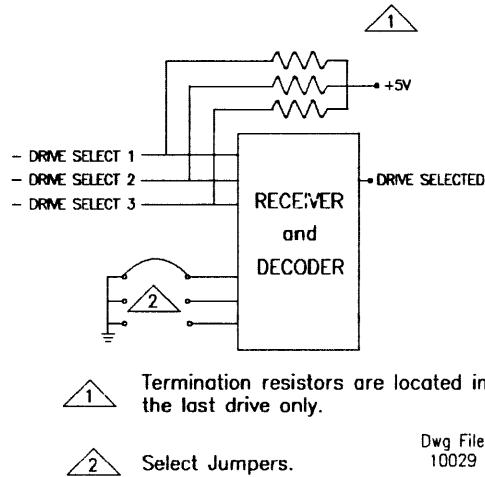 1
+5V
– DRIVE SELECT 1
– DRIVE SELECT 2
– DRIVE SELECT 3
DRIVE SELECTED
RECEIVER
and
DECODER
2
1 Termination resistors are located in
the last drive only.
2 Select Jumpers.
Dwg File
10029